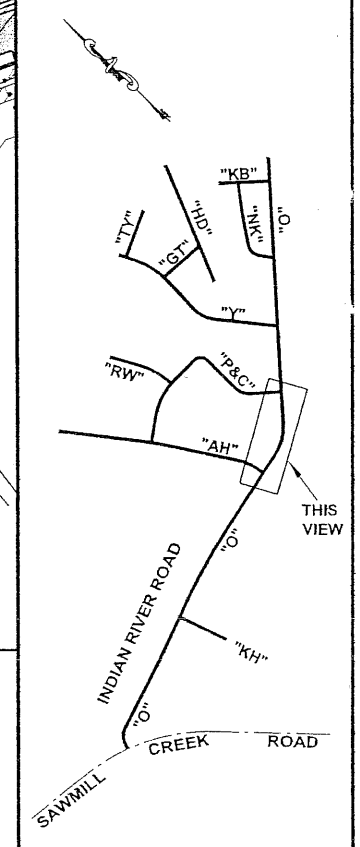 "KB"
"HD"
"O"
"TY"
"NK"
"GT"
"Y"
"P&C"
"RW"
"AH"
THIS
VIEW
"O"
INDIAN RIVER ROAD
"KH"
"O"
SAWMILL CREEK ROAD